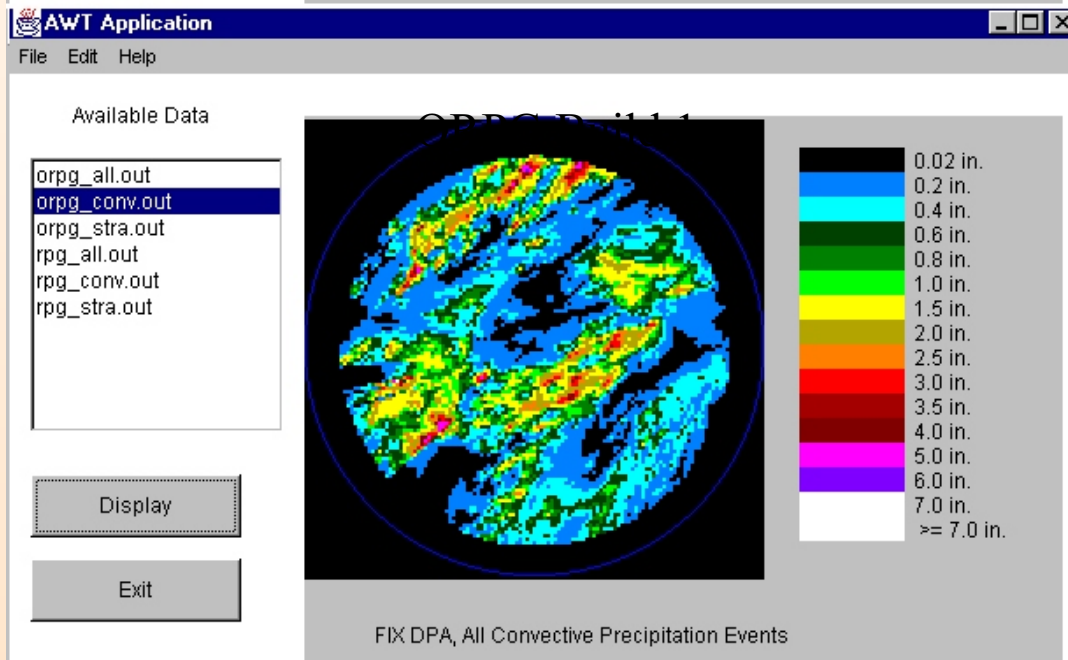 AWT Application
File Edit Help
Available Data
orpg_all.out
orpg_conv.out
orpg_stra.out
rpg_all.out
rpg_conv.out
rpg_stra.out
Display
Exit
0.02 in.
0.2 in.
0.4 in.
0.6 in.
0.8 in.
1.0 in.
1.5 in.
2.0 in.
2.5 in.
3.0 in.
3.5 in.
4.0 in.
5.0 in.
6.0 in.
7.0 in.
>= 7.0 in.
FIX DPA, All Convective Precipitation Events